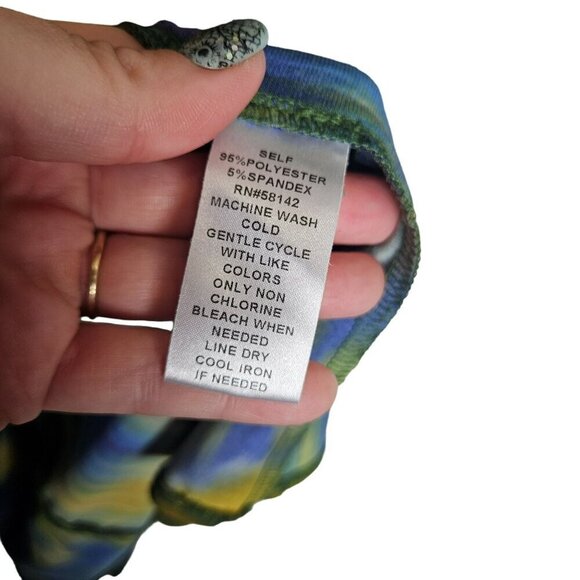 SELF
95%POLYESTER
5%SPANDEX
RN#58142
MACHINE WASH
COLD
GENTLE CYCLE
WITH LIKE
COLORS
ONLY NON
CHLORINE
BLEACH WHEN
NEEDED
LINE DRY
COOL IRON
IF NEEDED